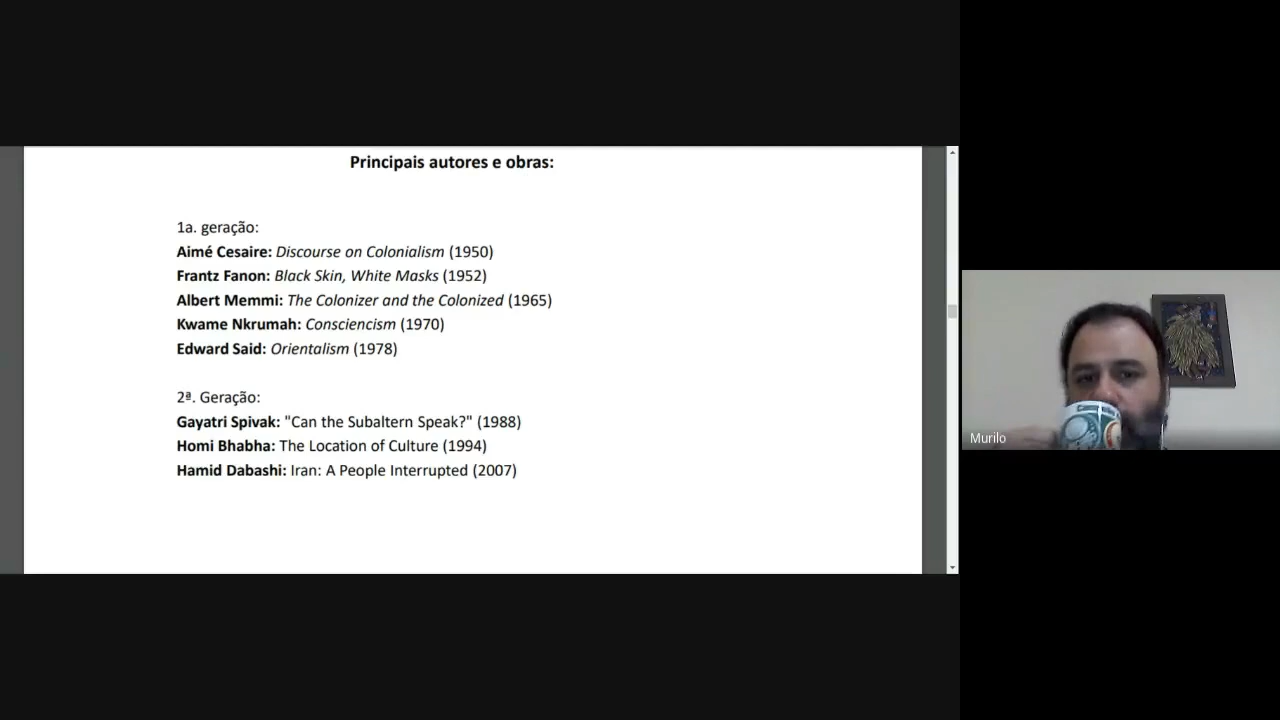 Principais autores e obras:
1a. geração:
Aimé Cesaire: Discourse on Colonialism (1950)
Frantz Fanon: Black Skin, White Masks (1952)
Albert Memmi: The Colonizer and the Colonized (1965)
Kwame Nkrumah: Consciencism (1970)
Edward Said: Orientalism (1978)
2ª. Geração:
Gayatri Spivak: "Can the Subaltern Speak?" (1988)
Homi Bhabha: The Location of Culture (1994)
Hamid Dabashi: Iran: A People Interrupted (2007)
Murilo